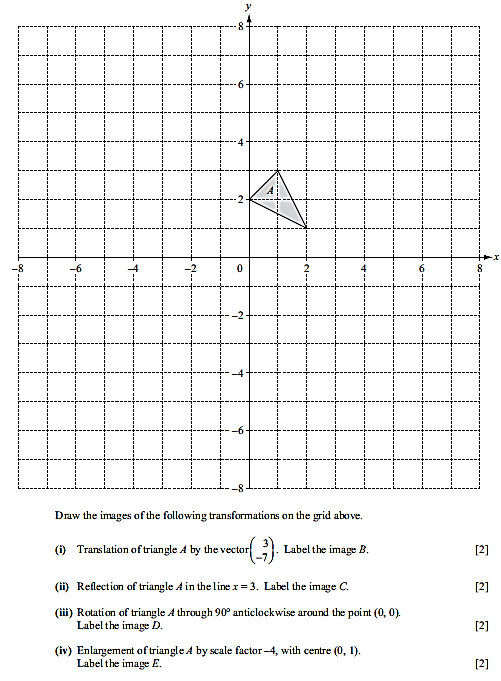 y
8
6
4
A
2
x
−8 −6 −4 −2 0 2 4 6 8
−2
−4
−6
−8
Draw the images of the following transformations on the grid above.
(i) Translation of triangle A by the vector ( 3 −7 ). Label the image B. [2]
(ii) Reflection of triangle A in the line x = 3. Label the image C. [2]
(iii) Rotation of triangle A through 90° anticlockwise around the point (0, 0).
Label the image D. [2]
(iv) Enlargement of triangle A by scale factor –4, with centre (0, 1).
Label the image E. [2]